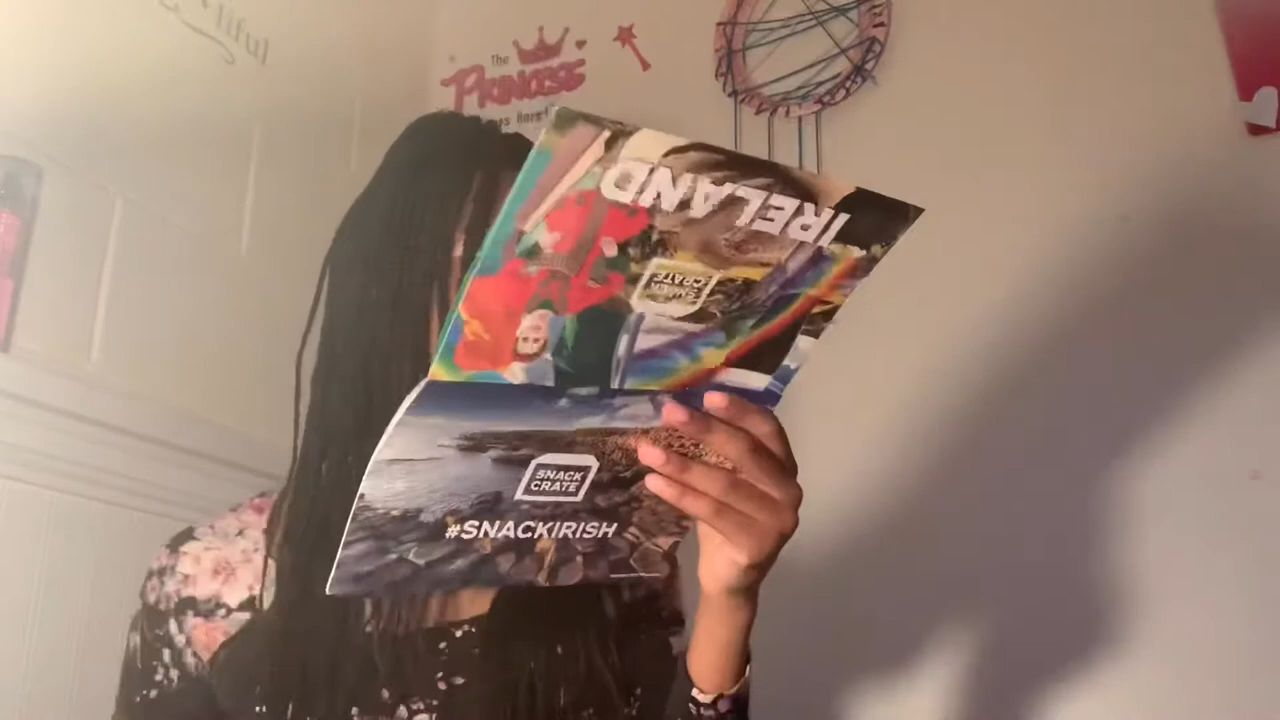 The
PRINCESS
IRELAND
SNACK
CRATE
SNACK
CRATE
#SNACKIRISH